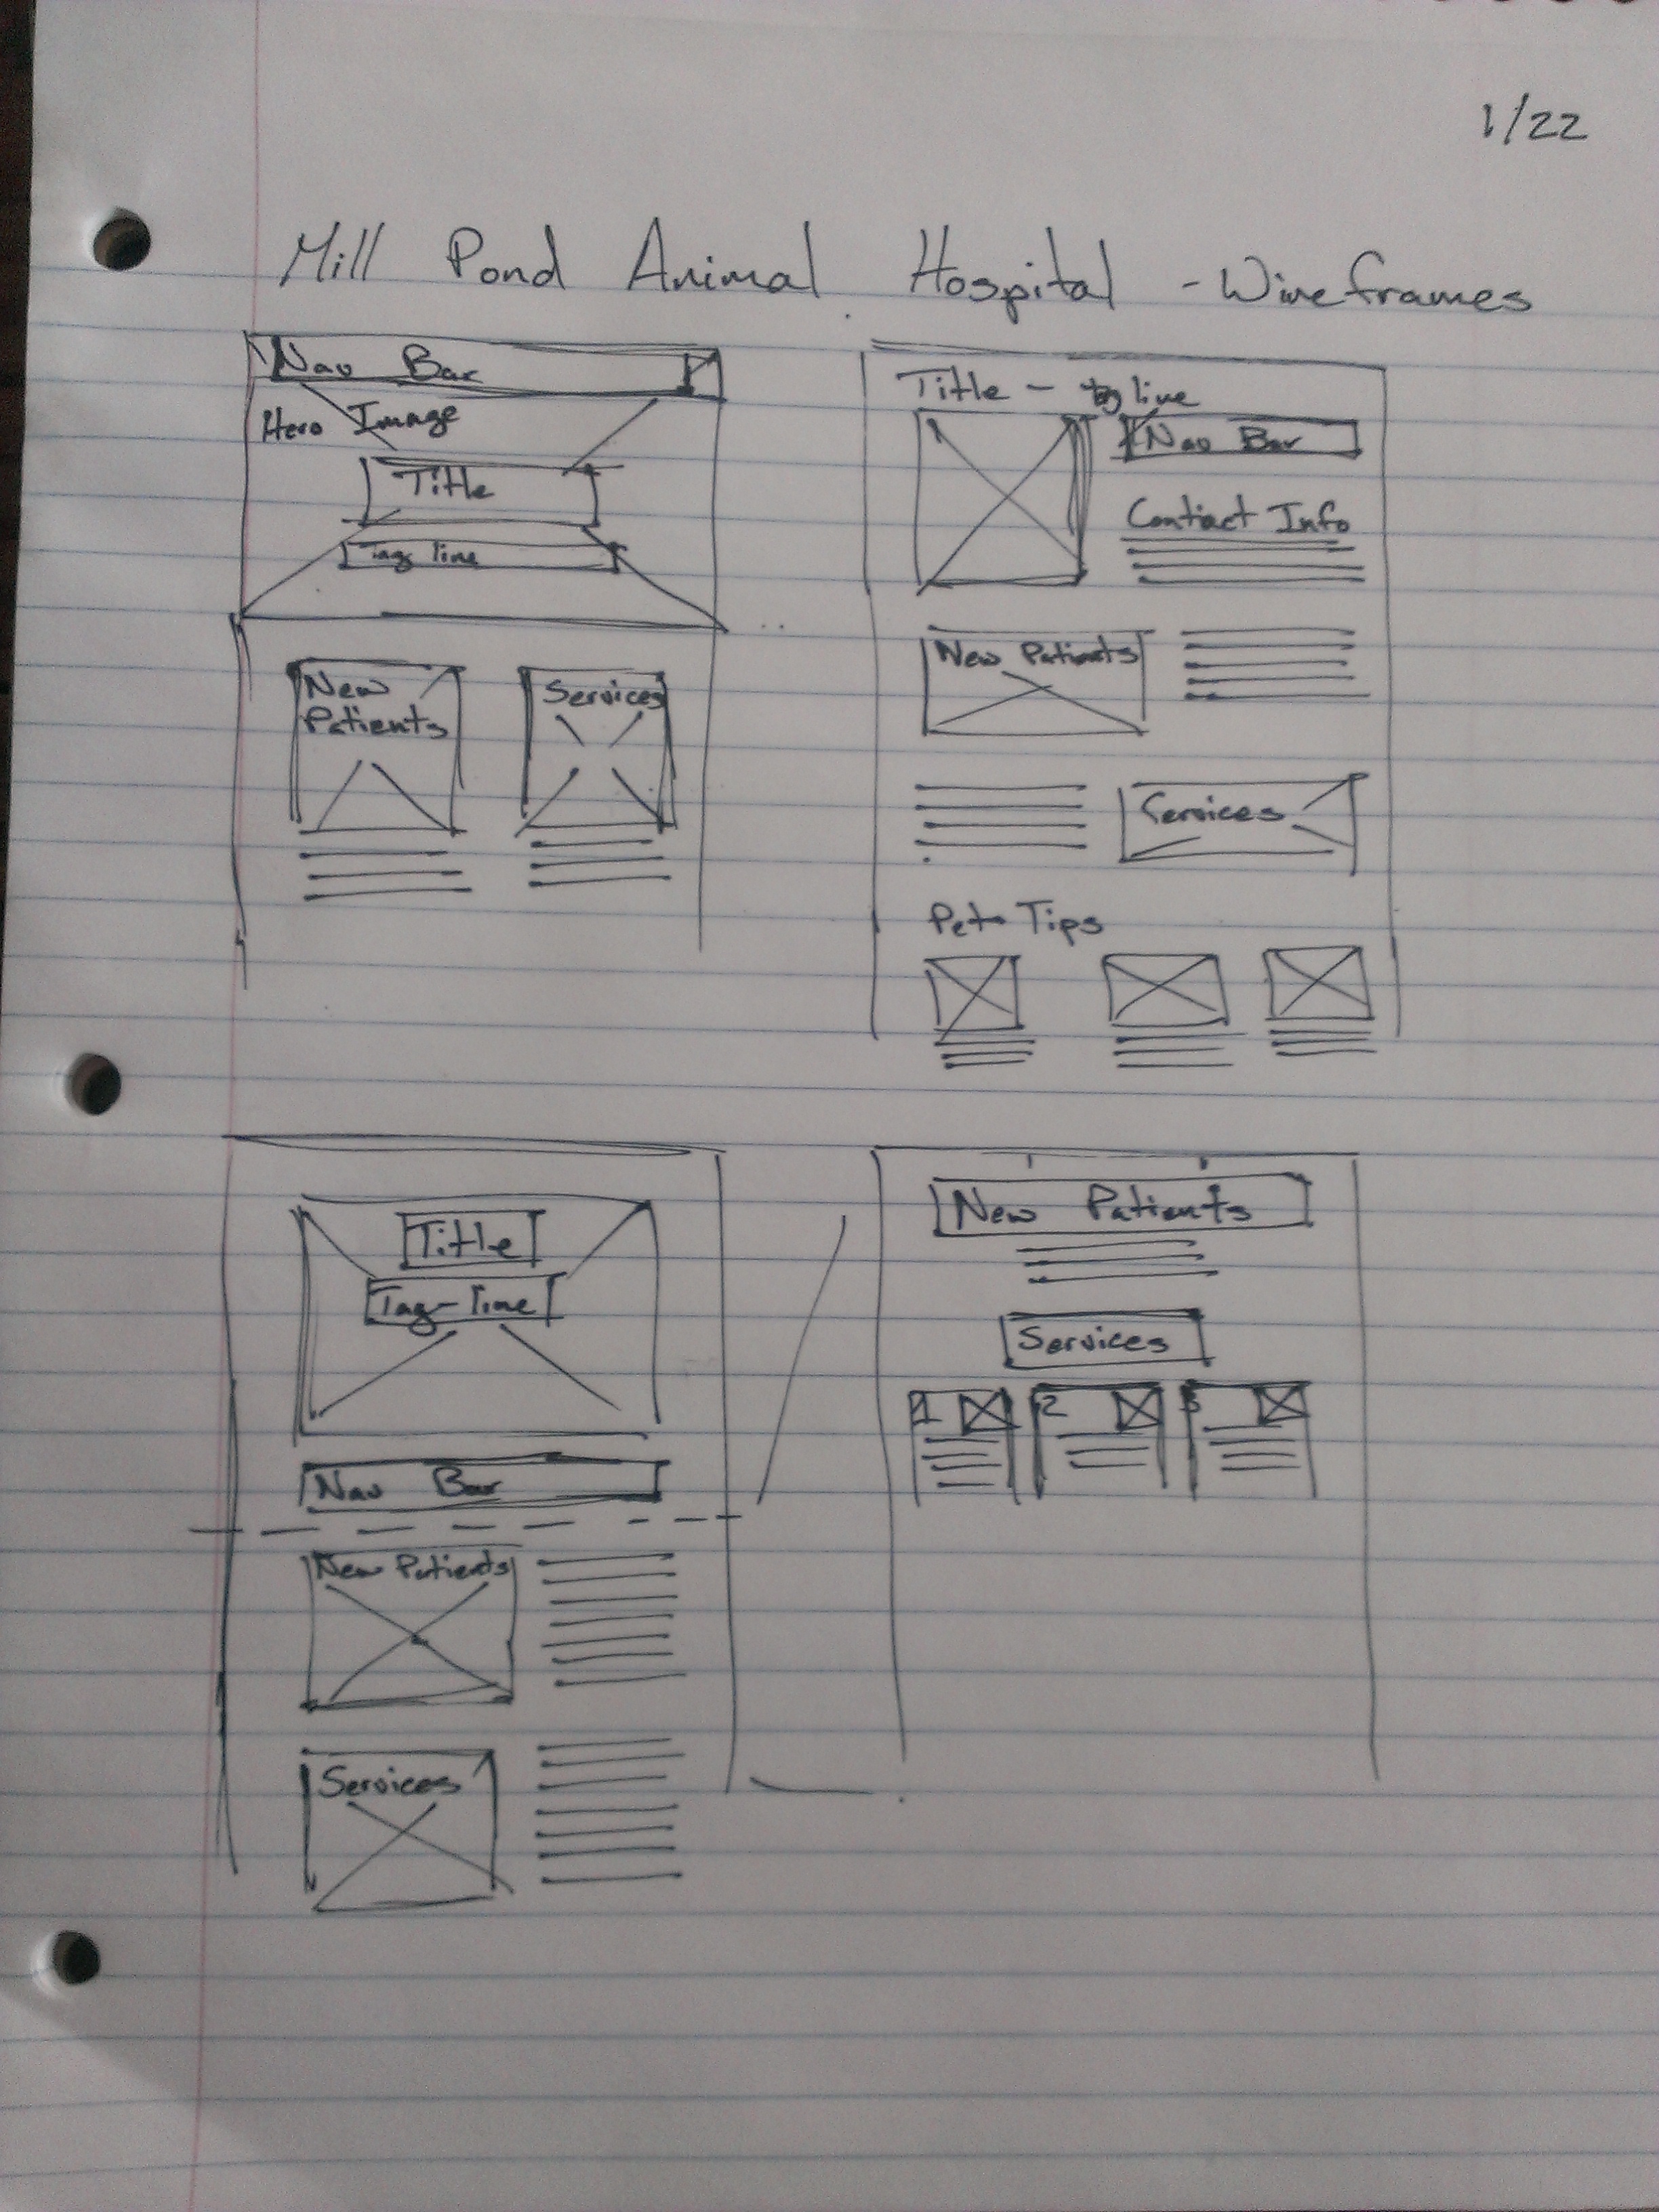 1/22
Mill Pond Animal Hospital - Wireframes
Nav Bar
Hero Image
Title
Tag line
New
Patients
Services
Title - tag line
Nav Bar
Contact Info
New Patients
Services
Pet Tips
Title
Tag-line
Nav Bar
New Patients
Services
New Patients
Services
1 2 3